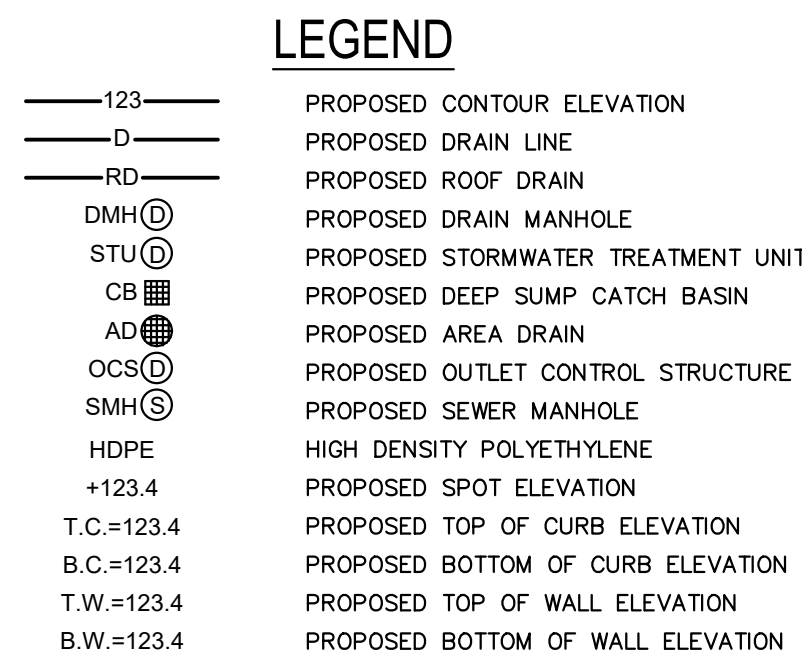 LEGEND
123 PROPOSED CONTOUR ELEVATION
D PROPOSED DRAIN LINE
RD PROPOSED ROOF DRAIN
DMH D PROPOSED DRAIN MANHOLE
STU D PROPOSED STORMWATER TREATMENT UNIT
CB PROPOSED DEEP SUMP CATCH BASIN
AD PROPOSED AREA DRAIN
OCS D PROPOSED OUTLET CONTROL STRUCTURE
SMH S PROPOSED SEWER MANHOLE
HDPE HIGH DENSITY POLYETHYLENE
+123.4 PROPOSED SPOT ELEVATION
T.C.=123.4 PROPOSED TOP OF CURB ELEVATION
B.C.=123.4 PROPOSED BOTTOM OF CURB ELEVATION
T.W.=123.4 PROPOSED TOP OF WALL ELEVATION
B.W.=123.4 PROPOSED BOTTOM OF WALL ELEVATION